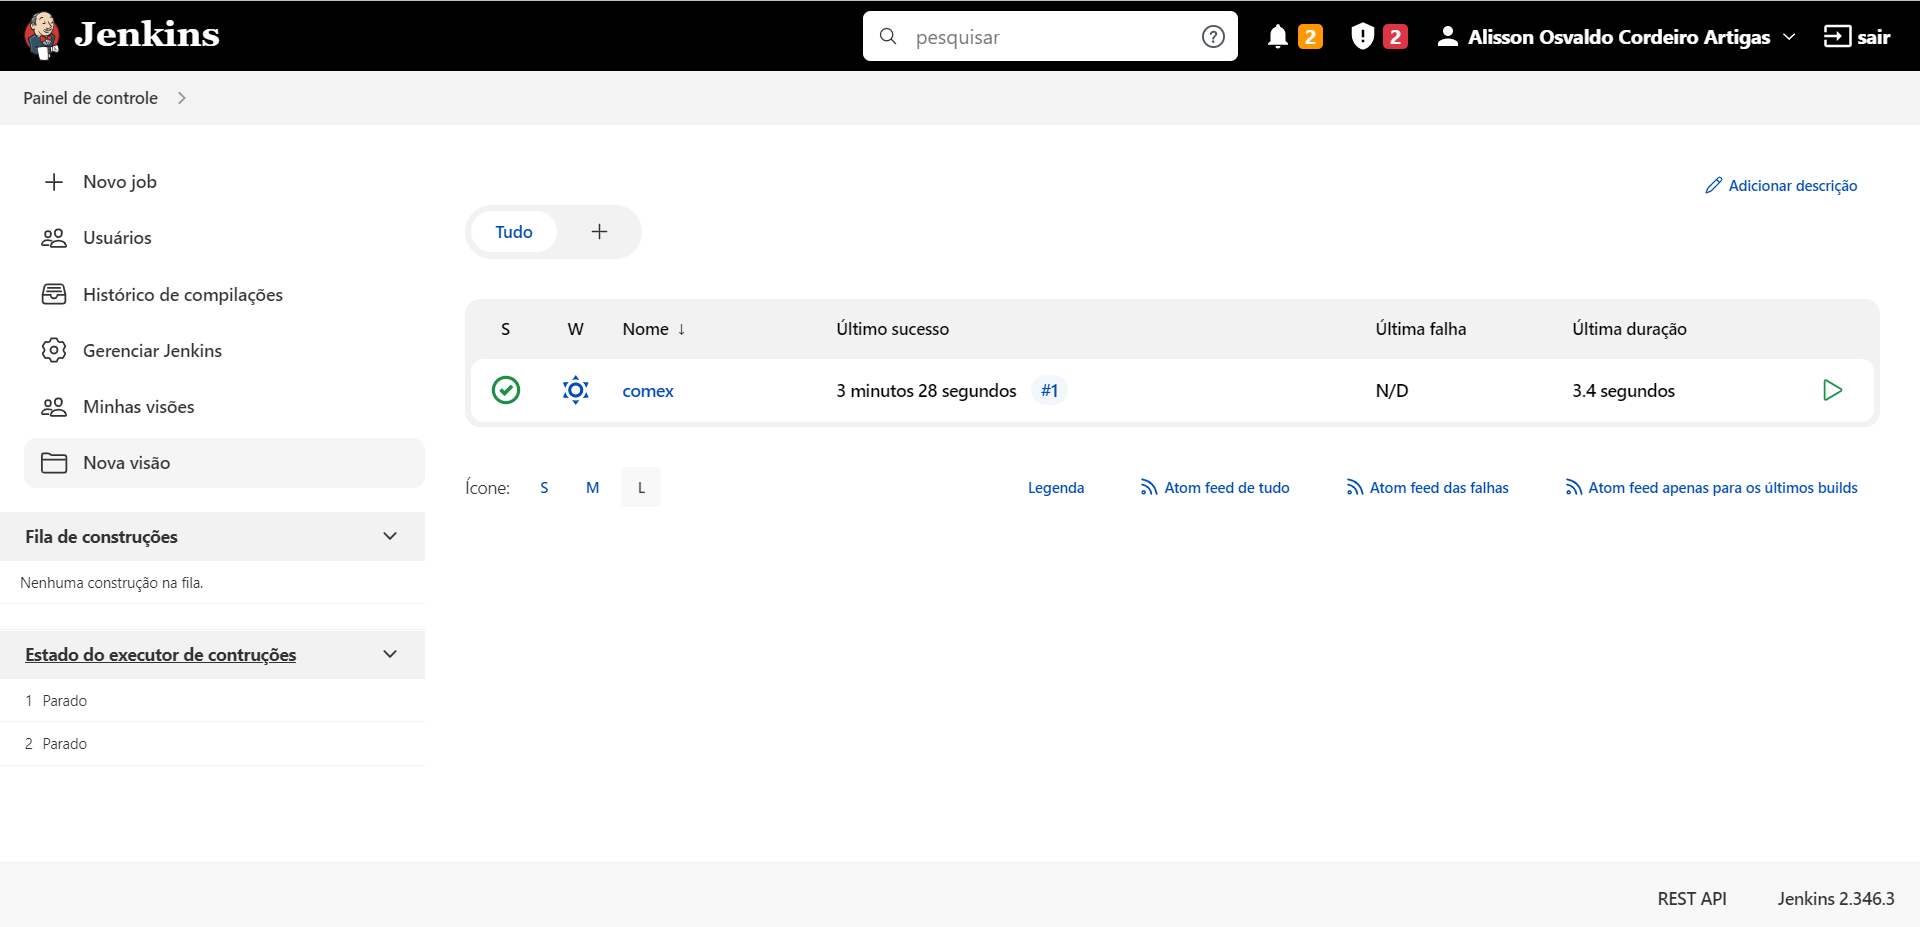 Jenkins
pesquisar
2
2
Alisson Osvaldo Cordeiro Artigas
sair
Painel de controle
Novo job
Usuários
Histórico de compilações
Gerenciar Jenkins
Minhas visões
Nova visão
Fila de construções
Nenhuma construção na fila.
Estado do executor de contruções
1 Parado
2 Parado
Adicionar descrição
Tudo +
S W Nome ↓ Último sucesso Última falha Última duração
comex 3 minutos 28 segundos #1 N/D 3.4 segundos
Ícone: S M L Legenda Atom feed de tudo Atom feed das falhas Atom feed apenas para os últimos builds
REST API Jenkins 2.346.3